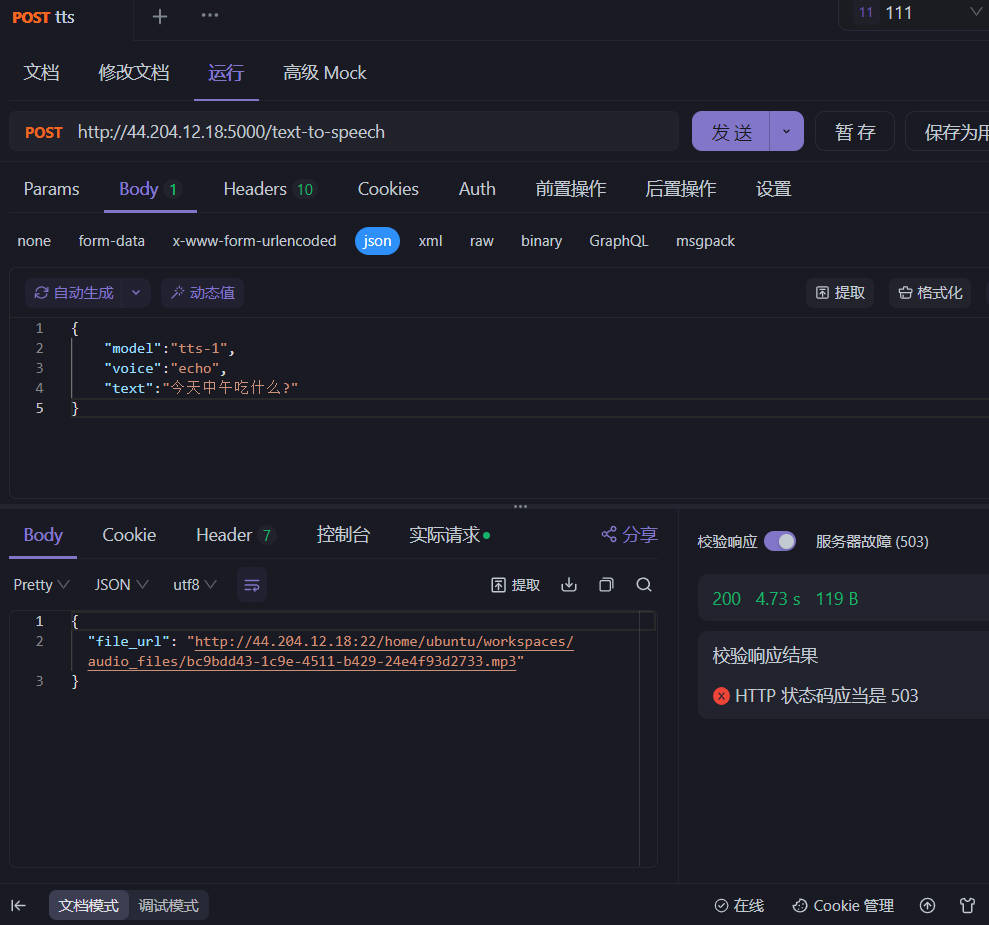 POST tts
11 111
文档 修改文档 运行 高级 Mock
POST http://44.204.12.18:5000/text-to-speech 发 送 暂 存 保存为用
Params Body 1 Headers 10 Cookies Auth 前置操作 后置操作 设置
none form-data x-www-form-urlencoded json xml raw binary GraphQL msgpack
自动生成 动态值 提取 格式化
1 {
2 "model":"tts-1",
3 "voice":"echo",
4 "text":"今天中午吃什么?"
5 }
Body Cookie Header 7 控制台 实际请求 分享
Pretty JSON utf8 提取
1 {
2 "file_url": "http://44.204.12.18:22/home/ubuntu/workspaces/
audio_files/bc9bdd43-1c9e-4511-b429-24e4f93d2733.mp3"
3 }
校验响应 服务器故障 (503)
200 4.73 s 119 B
校验响应结果
HTTP 状态码应当是 503
文档模式 调试模式 在线 Cookie 管理